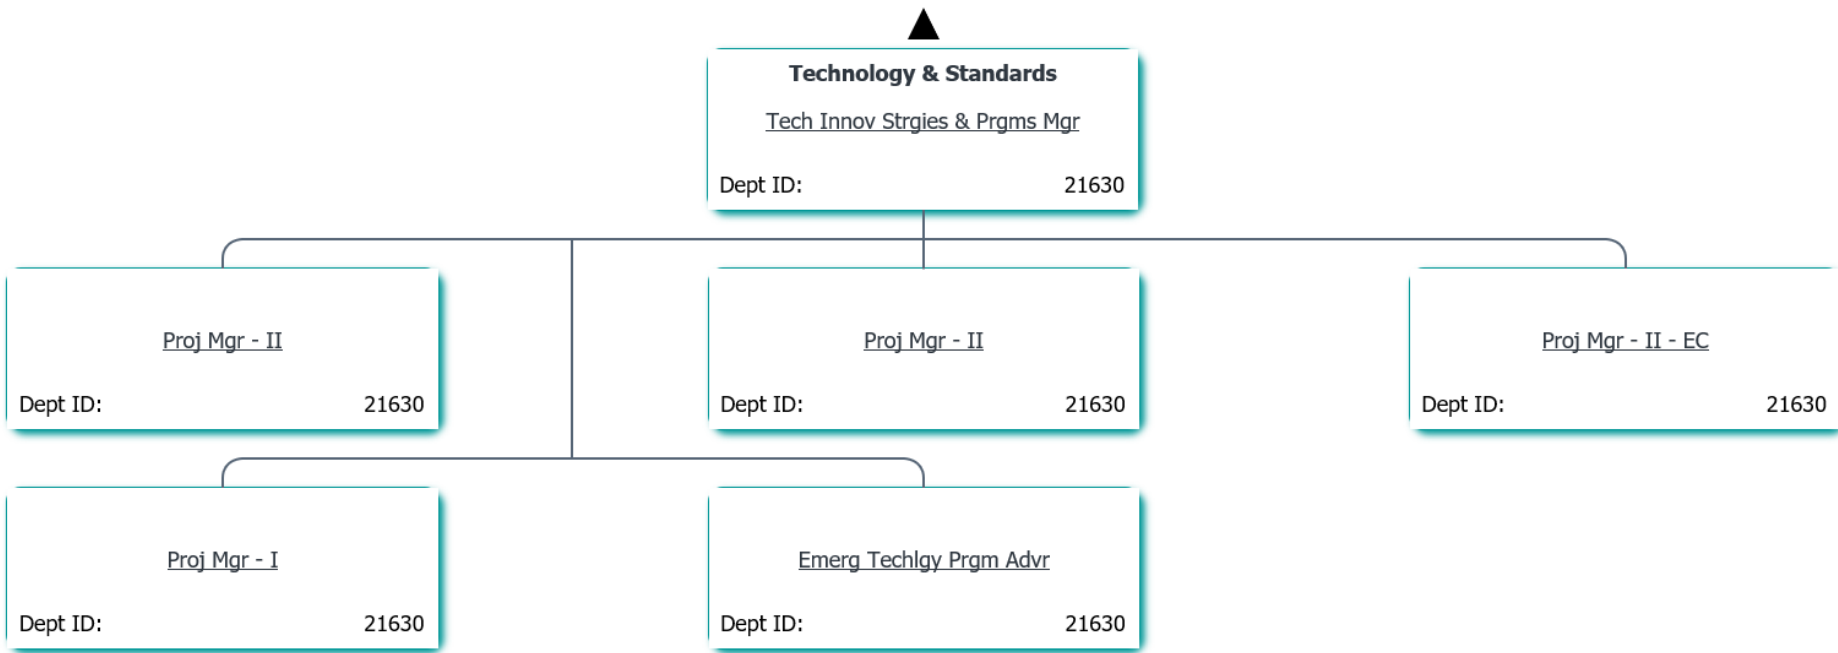 Technology & Standards
Tech Innov Strgies & Prgms Mgr
Dept ID: 21630
Proj Mgr - II
Dept ID: 21630
Proj Mgr - II
Dept ID: 21630
Proj Mgr - II - EC
Dept ID: 21630
Proj Mgr - I
Dept ID: 21630
Emerg Techlgy Prgm Advr
Dept ID: 21630